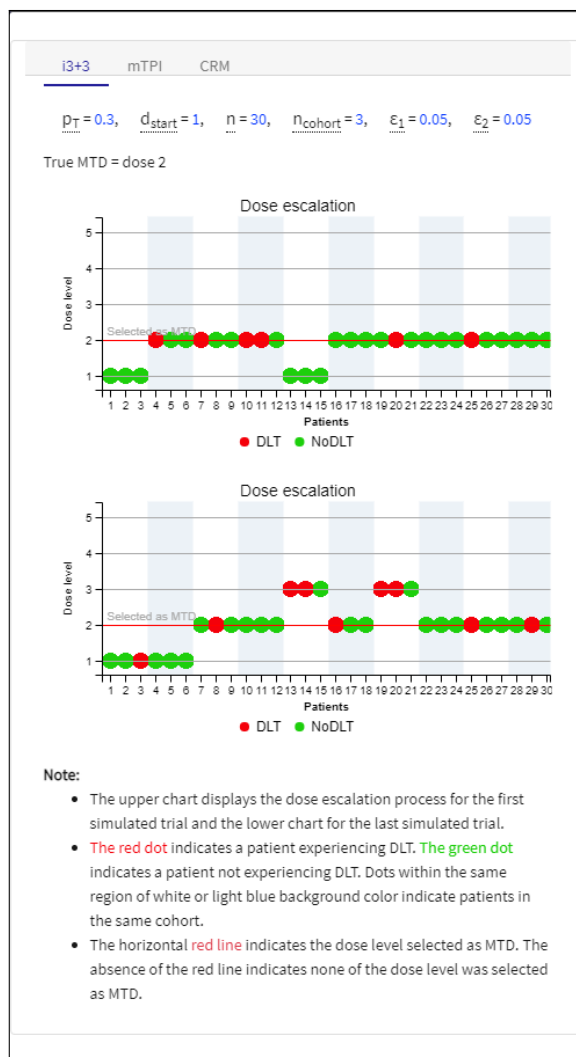 i3+3 mTPI CRM
pT = 0.3, dstart = 1, n = 30, ncohort = 3, ε1 = 0.05, ε2 = 0.05
True MTD = dose 2
Dose escalation
5
4
3
Selected as MTD
2
1
Dose level
1 2 3 4 5 6 7 8 9 10 11 12 13 14 15 16 17 18 19 20 21 22 23 24 25 26 27 28 29 30
Patients
DLT NoDLT
Dose escalation
5
4
3
Selected as MTD
2
1
Dose level
1 2 3 4 5 6 7 8 9 10 11 12 13 14 15 16 17 18 19 20 21 22 23 24 25 26 27 28 29 30
Patients
DLT NoDLT
Note:
• The upper chart displays the dose escalation process for the first
simulated trial and the lower chart for the last simulated trial.
• The red dot indicates a patient experiencing DLT. The green dot
indicates a patient not experiencing DLT. Dots within the same
region of white or light blue background color indicate patients in
the same cohort.
• The horizontal red line indicates the dose level selected as MTD. The
absence of the red line indicates none of the dose level was selected
as MTD.